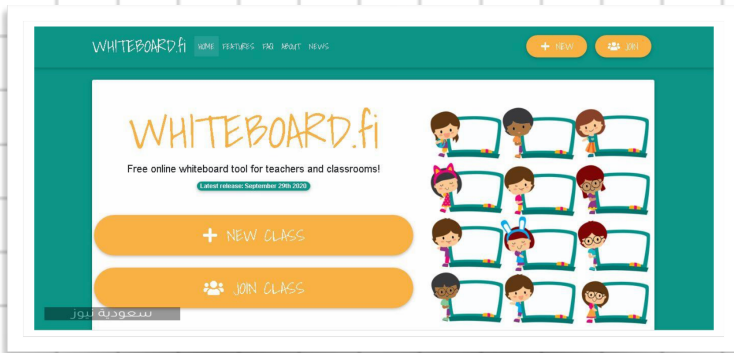 WHITEBOARD.fi HOME FEATURES FAQ ABOUT NEWS + NEW JOIN
WHITEBOARD.fi
Free online whiteboard tool for teachers and classrooms!
Latest release: September 29th 2020
+ NEW CLASS
JOIN CLASS
سعودية نيوز